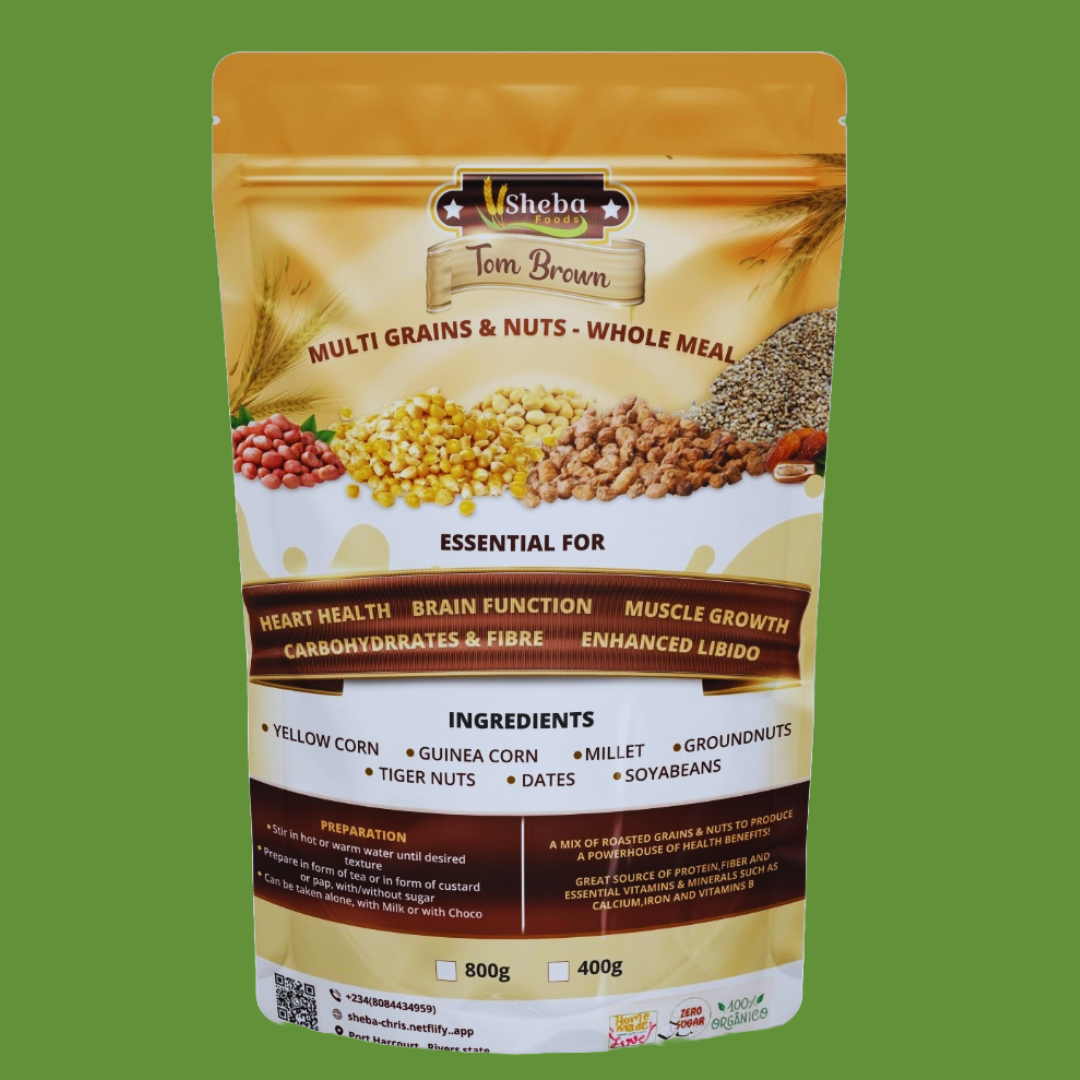 Sheba
Foods
Tom Brown
MULTI GRAINS & NUTS - WHOLE MEAL
ESSENTIAL FOR
HEART HEALTH BRAIN FUNCTION MUSCLE GROWTH
CARBOHYDRRATES & FIBRE ENHANCED LIBIDO
INGREDIENTS
• YELLOW CORN • GUINEA CORN • MILLET • GROUNDNUTS
• TIGER NUTS • DATES • SOYABEANS
PREPARATION
• Stir in hot or warm water until desired
texture
• Prepare in form of tea or in form of custard
or pap, with/without sugar
• Can be taken alone, with Milk or with Choco
A MIX OF ROASTED GRAINS & NUTS TO PRODUCE
A POWERHOUSE OF HEALTH BENEFITS!
GREAT SOURCE OF PROTEIN,FIBER AND
ESSENTIAL VITAMINS & MINERALS SUCH AS
CALCIUM,IRON AND VITAMINS B
800g 400g
+234(8084434959)
sheba-chris.netflify..app
Port Harcourt, Rivers state
Home
Made
Love
ZERO
SUGAR
100%
ORGÂNICO